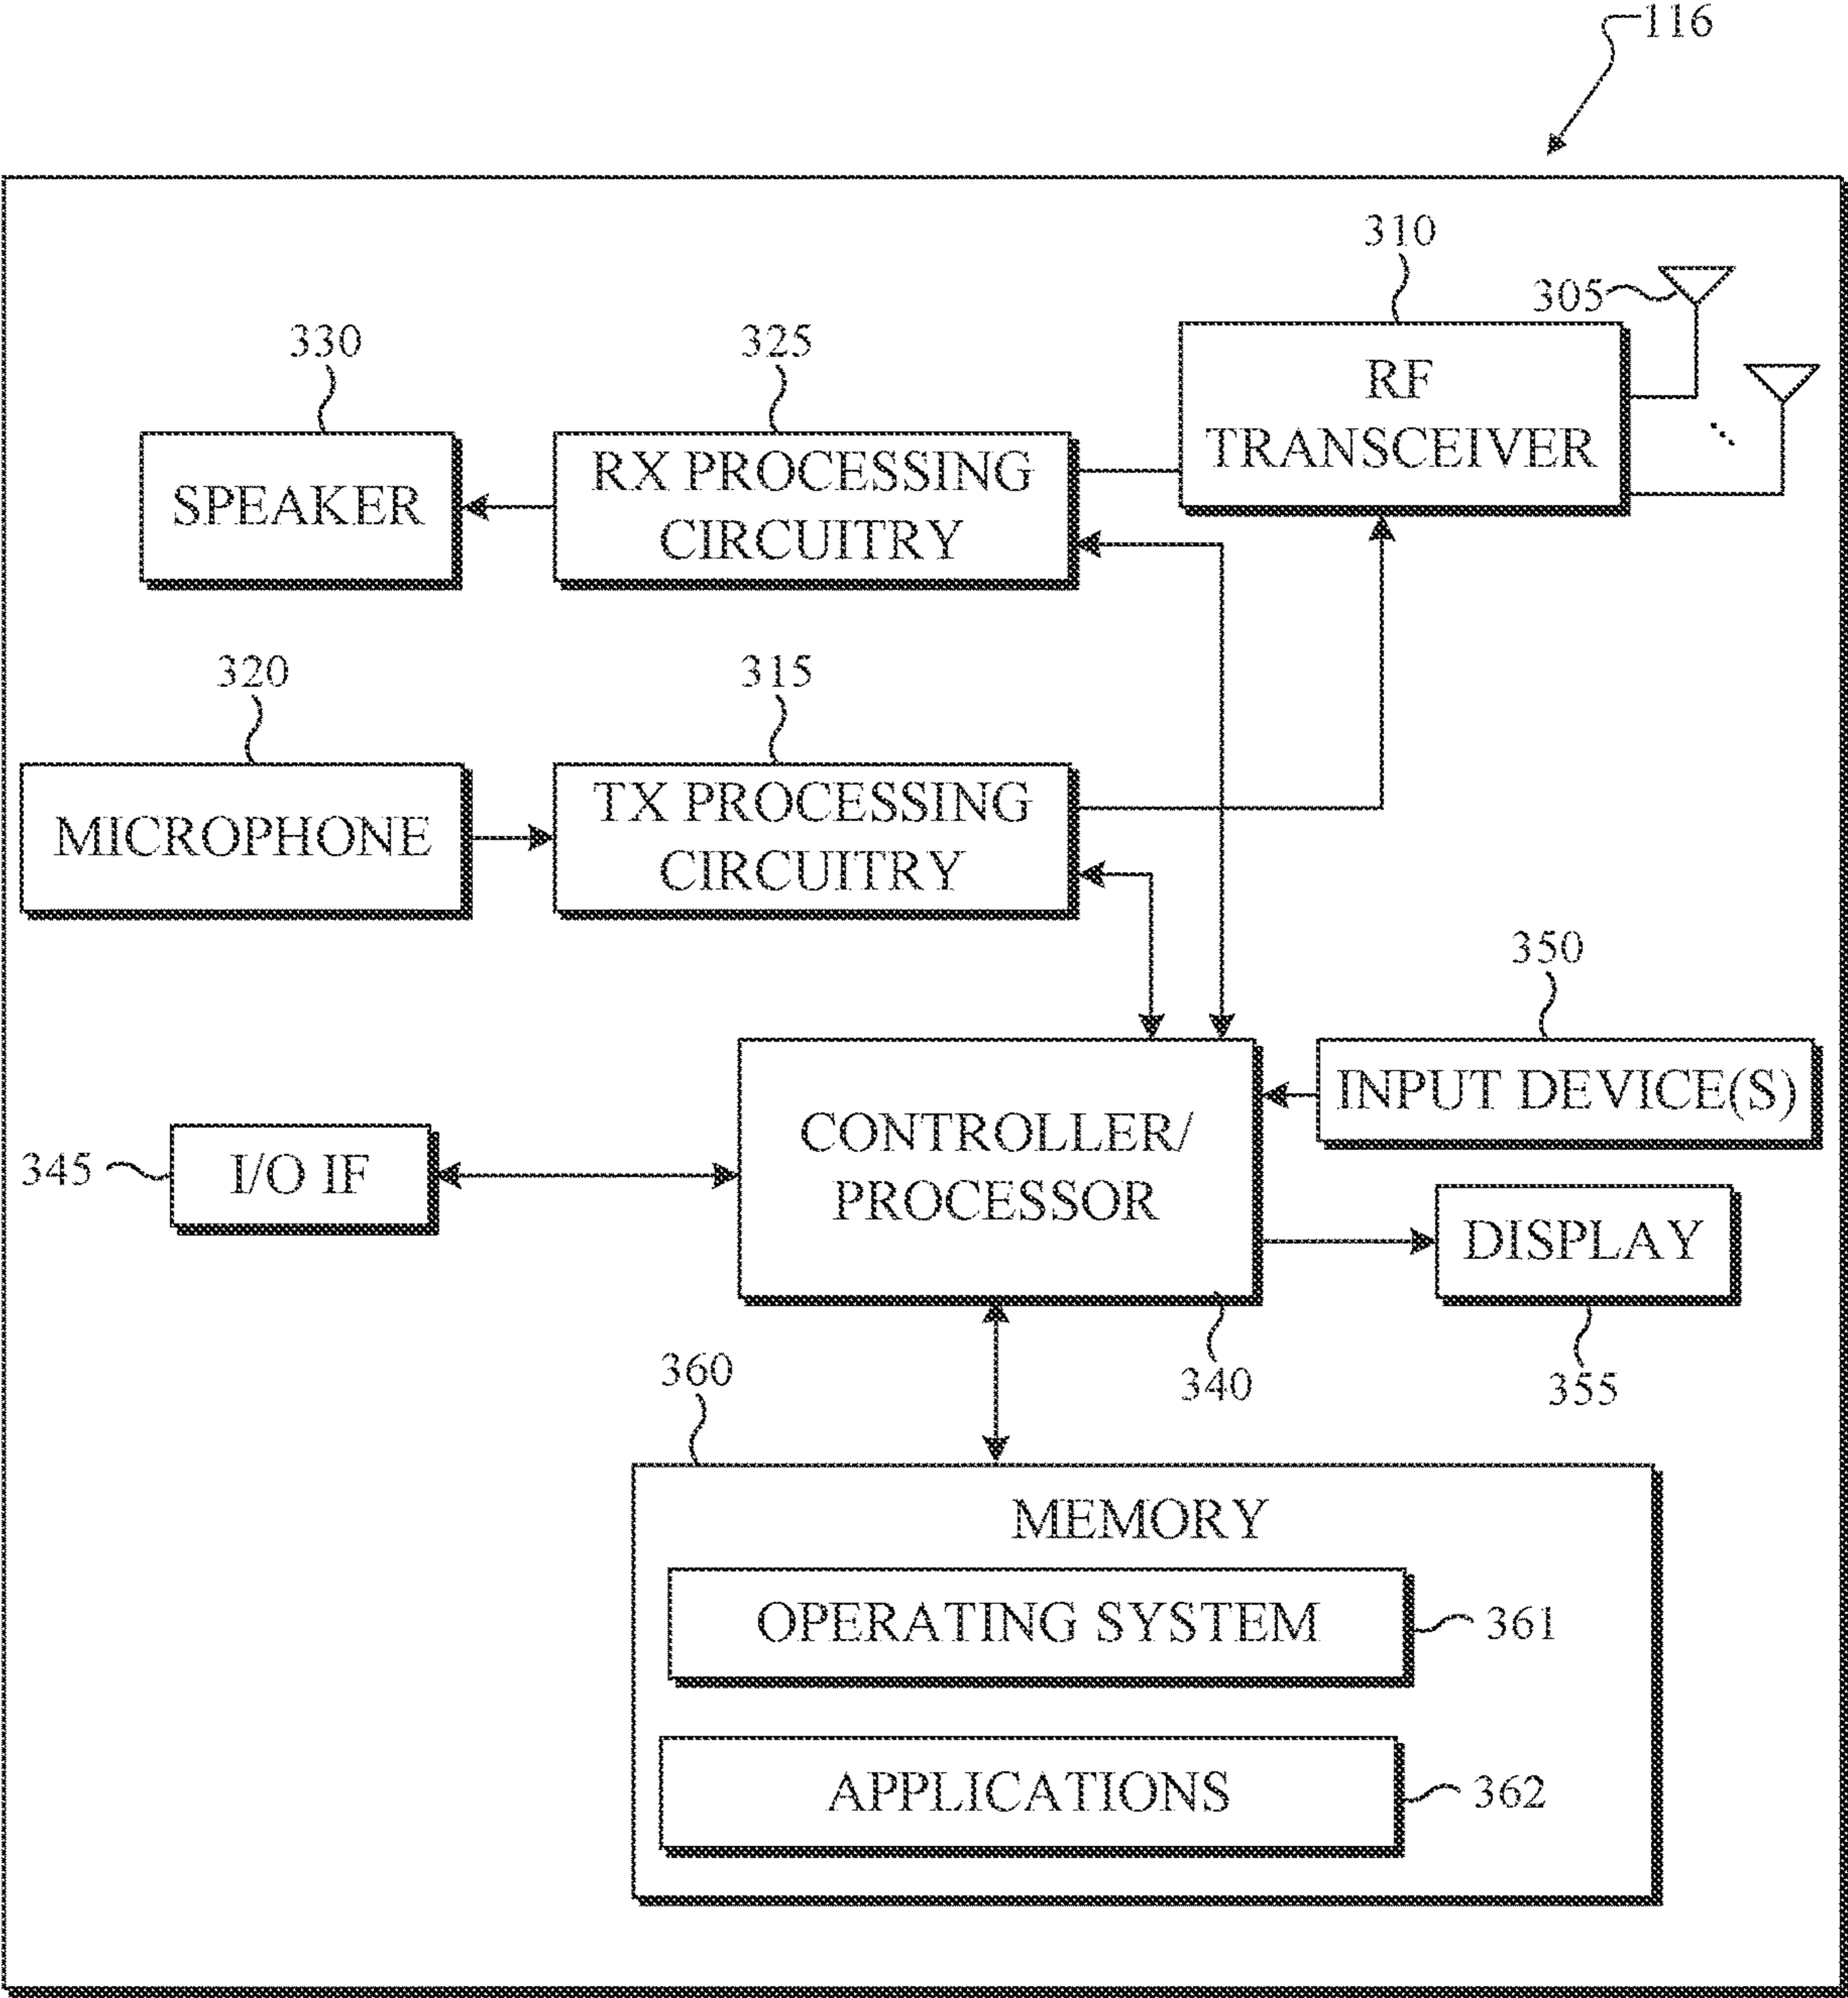 116
310
305
330
325
RF
TRANSCEIVER
SPEAKER
RX PROCESSING
CIRCUITRY
320
315
MICROPHONE
TX PROCESSING
CIRCUITRY
350
INPUT DEVICE(S)
CONTROLLER/
PROCESSOR
345
I/O IF
DISPLAY
340
355
360
MEMORY
OPERATING SYSTEM
361
APPLICATIONS
362